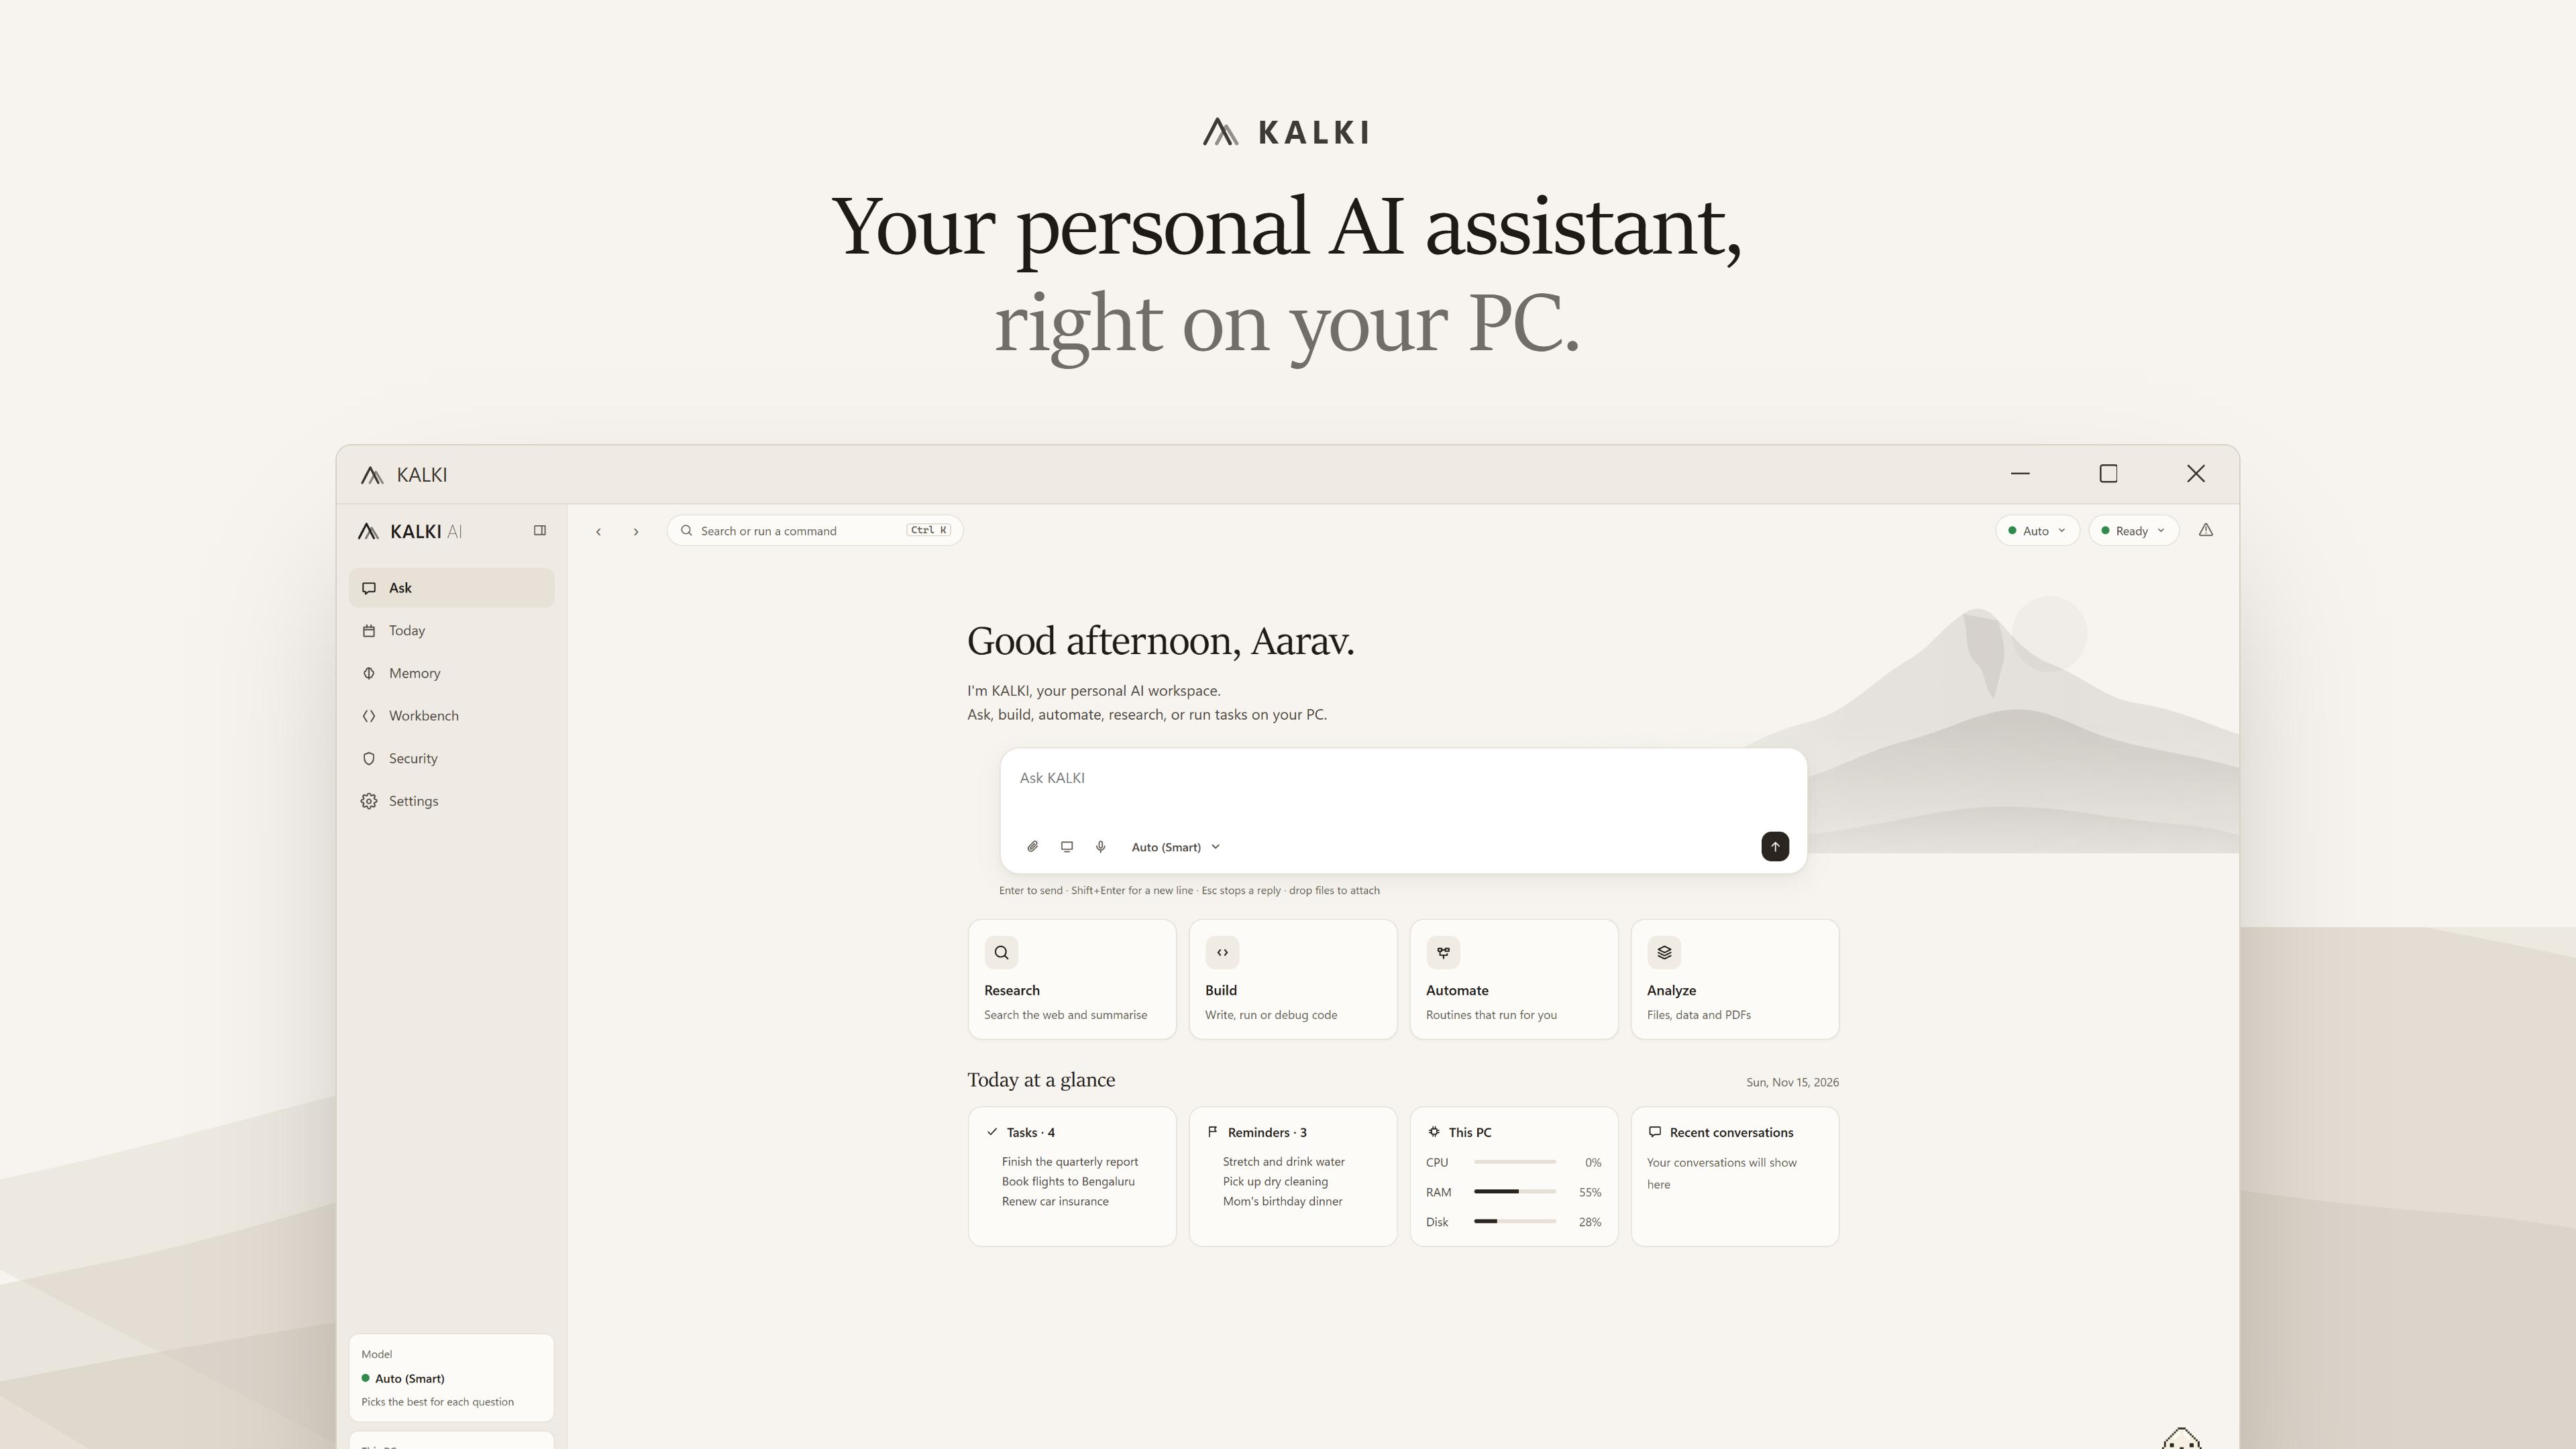 KALKI
Your personal AI assistant,
right on your PC.
KALKI
KALKI AI
Search or run a command
Ctrl K
Auto
Ready
Ask
Today
Memory
Workbench
Security
Settings
Good afternoon, Aarav.
I'm KALKI, your personal AI workspace.
Ask, build, automate, research, or run tasks on your PC.
Ask KALKI
Auto (Smart)
Enter to send · Shift+Enter for a new line · Esc stops a reply · drop files to attach
Research
Search the web and summarise
Build
Write, run or debug code
Automate
Routines that run for you
Analyze
Files, data and PDFs
Today at a glance
Sun, Nov 15, 2026
Tasks · 4
Finish the quarterly report
Book flights to Bengaluru
Renew car insurance
Reminders · 3
Stretch and drink water
Pick up dry cleaning
Mom's birthday dinner
This PC
CPU 0%
RAM 55%
Disk 28%
Recent conversations
Your conversations will show
here
Model
Auto (Smart)
Picks the best for each question